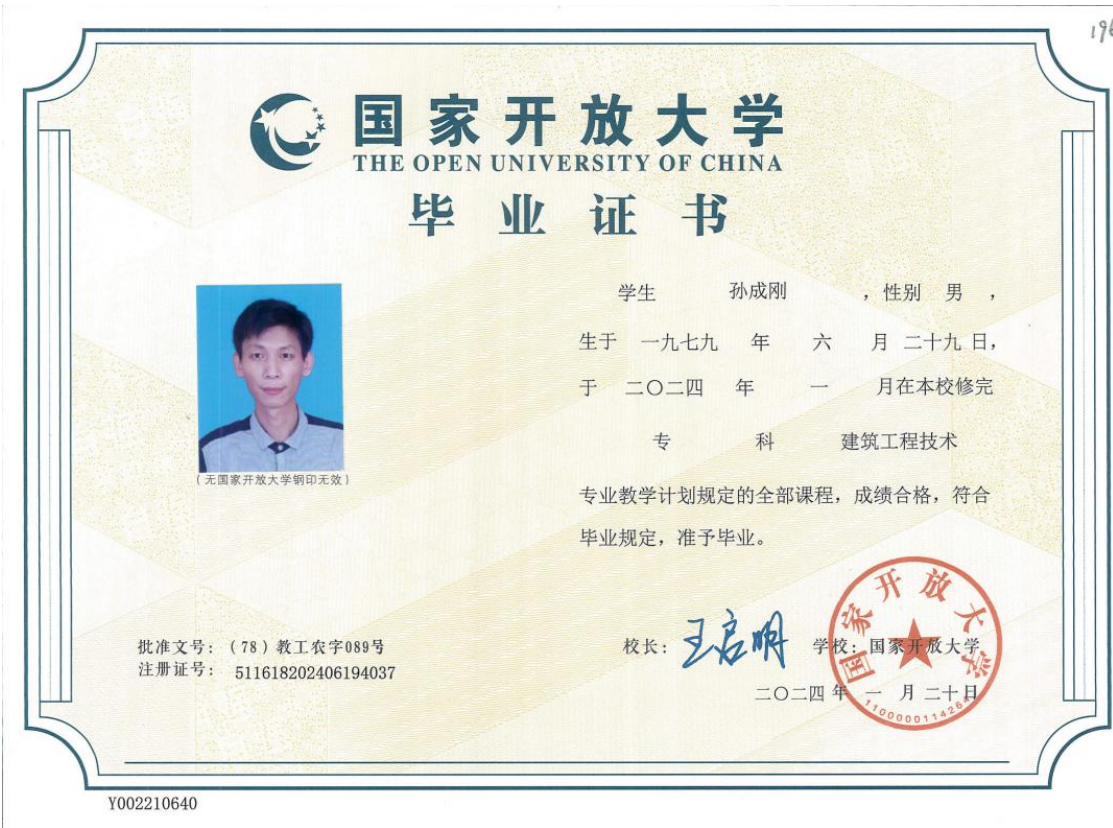 196
国家开放大学
THE OPEN UNIVERSITY OF CHINA
毕业证书
学生 孙成刚 ，性别 男 ，
生于 一九七九 年 六 月 二十九 日，
于 二〇二四 年 一 月在本校修完
专 科 建筑工程技术
（无国家开放大学钢印无效）
专业教学计划规定的全部课程，成绩合格，符合
毕业规定，准予毕业。
国家开放大学
批准文号：（78）教工农字089号
校长：王启明 学校：国家开放大学
注册证号： 511618202406194037
二〇二四 年 一 月 二十日
Y002210640